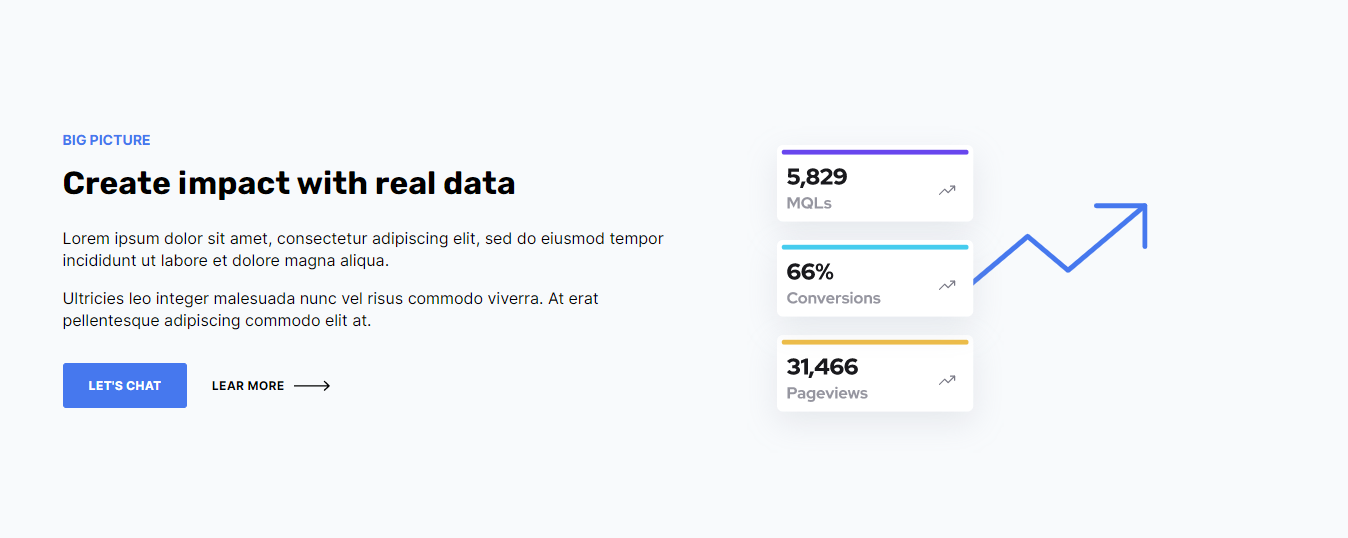 BIG PICTURE
Create impact with real data
Lorem ipsum dolor sit amet, consectetur adipiscing elit, sed do eiusmod tempor
incididunt ut labore et dolore magna aliqua.
Ultricies leo integer malesuada nunc vel risus commodo viverra. At erat
pellentesque adipiscing commodo elit at.
LET'S CHAT
LEAR MORE
5,829
MQLs
66%
Conversions
31,466
Pageviews